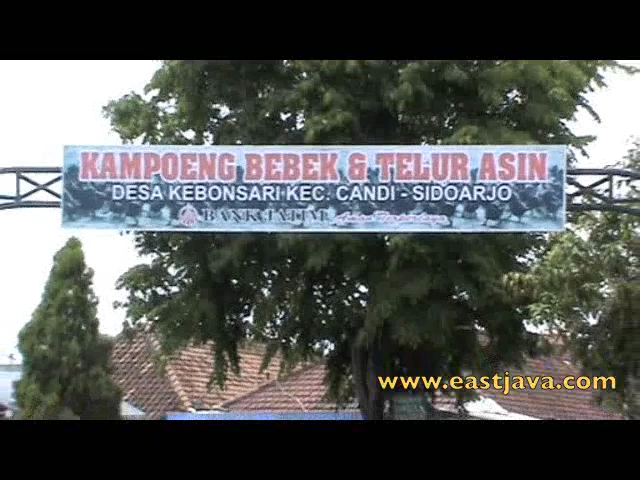 KAMPOENG BEBEK & TELUR ASIN
DESA KEBONSARI KEC. CANDI - SIDOARJO
BANK JATIM
www.eastjava.com